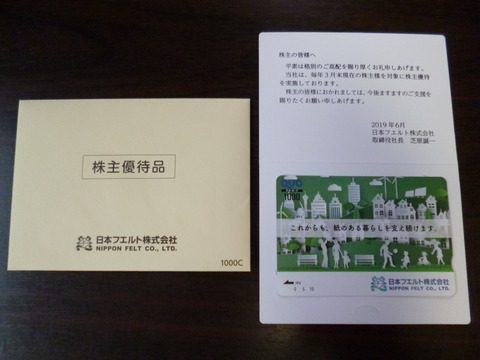 株主優待品
日本フエルト株式会社
NIPPON FELT CO., LTD.
1000C
株主の皆様へ
平素は格別のご高配を賜り厚くお礼申しあげます。
当社は、毎年3月末現在の株主様を対象に株主優待
を実施しております。
株主の皆様におかれましては、今後ますますのご支援を
賜りたくお願い申しあげます。
2019年6月
日本フエルト株式会社
取締役社長 芝原誠一
QUO
1000
これからも、紙のある暮らしを支え続けます。
日本フエルト株式会社
NIPPON FELT CO., LTD.